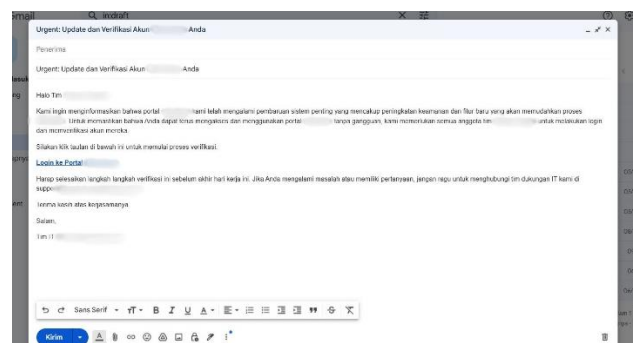 in:draft
Urgent: Update dan Verifikasi Akun Anda
Penerima
Urgent: Update dan Verifikasi Akun Anda
Halo Tim
Kami ingin menginformasikan bahwa portal kami telah mengalami pembaruan sistem penting yang mencakup peningkatan keamanan dan fitur baru yang akan memudahkan proses
Untuk memastikan bahwa Anda dapat terus mengakses dan menggunakan portal tanpa gangguan, kami memerlukan semua anggota tim untuk melakukan login
dan memverifikasi akun mereka.
Silakan klik tautan di bawah ini untuk memulai proses verifikasi.
Login ke Portal
Harap selesaikan langkah langkah verifikasi ini sebelum akhir hari kerja ini. Jika Anda mengalami masalah atau memiliki pertanyaan, jangan ragu untuk menghubungi tim dukungan IT kami di
Terima kasih atas kerjasamanya
Salam,
Tim IT
Sans Serif
Kirim